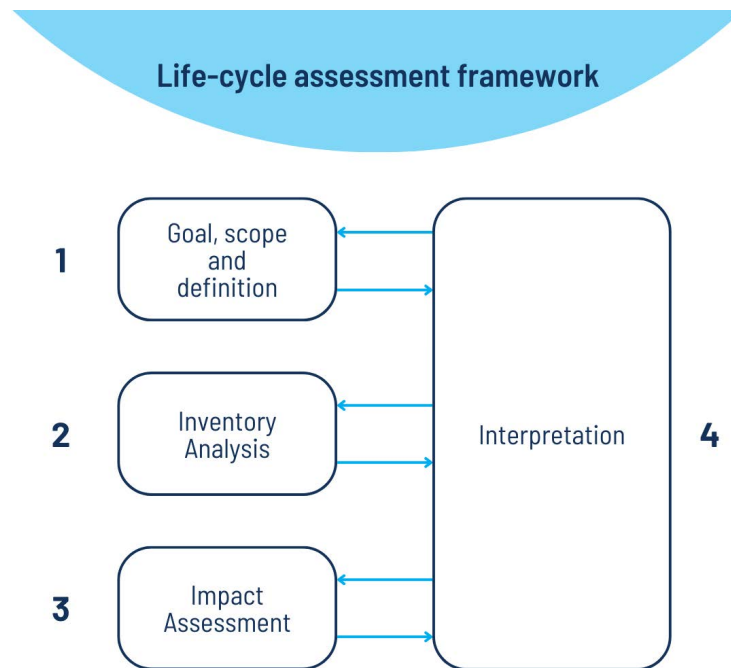 Life-cycle assessment framework
1
Goal, scope
and
definition
2
Inventory
Analysis
3
Impact
Assessment
Interpretation
4